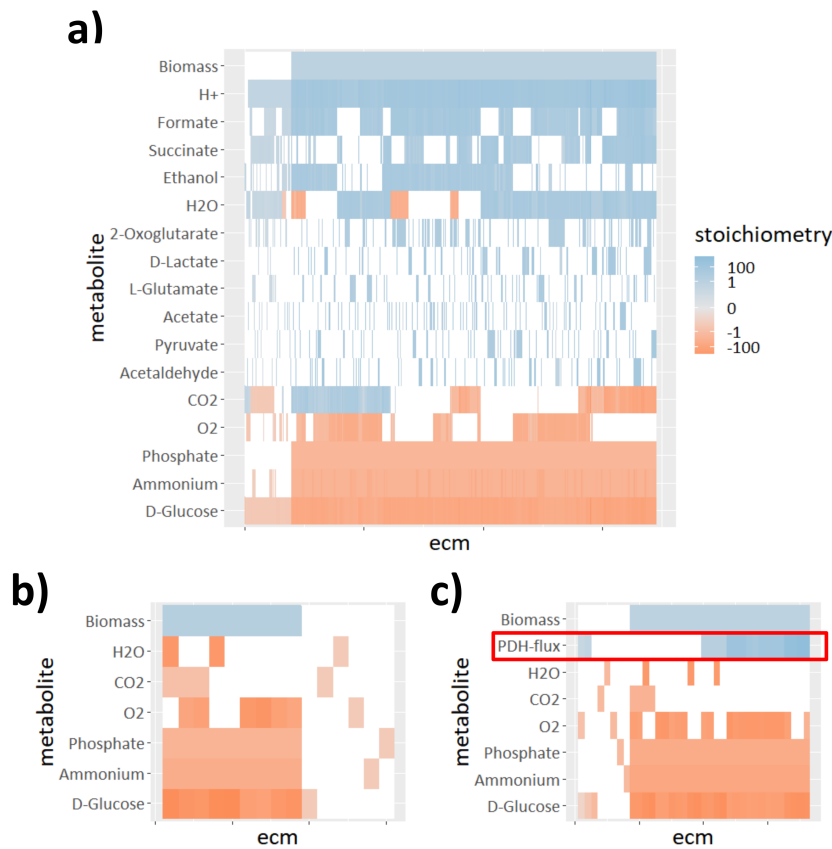 a)
Biomass
H+
Formate
Succinate
Ethanol
H2O
2-Oxoglutarate
D-Lactate
L-Glutamate
Acetate
Pyruvate
Acetaldehyde
CO2
O2
Phosphate
Ammonium
D-Glucose
metabolite
ecm
stoichiometry
100
1
0
-1
-100
b)
Biomass
H2O
CO2
O2
Phosphate
Ammonium
D-Glucose
metabolite
ecm
c)
Biomass
PDH-flux
H2O
CO2
O2
Phosphate
Ammonium
D-Glucose
metabolite
ecm